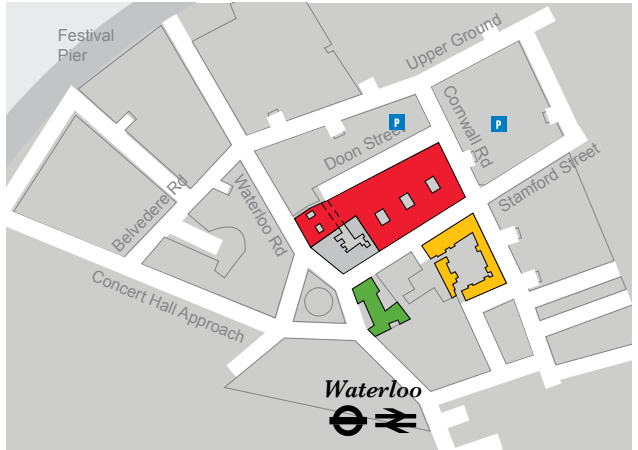 Festival
Pier
Upper Ground
P
P
Cornwall Rd
Doon Street
Stamford Street
Belvedere Rd
Waterloo Rd
Concert Hall Approach
Waterloo